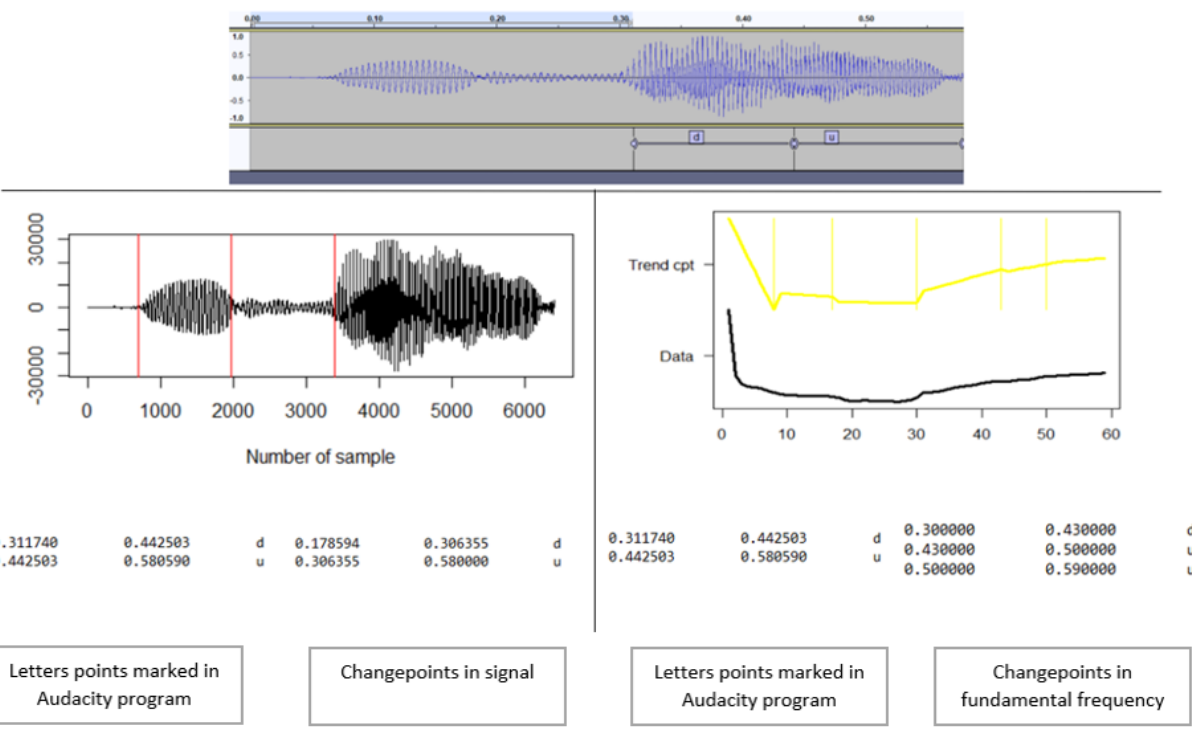 0.00 0.10 0.20 0.30 0.40 0.50
1.0
0.5
0.0
-0.5
-1.0
d u
30000
0
-30000
0 1000 2000 3000 4000 5000 6000
Number of sample
Trend cpt
Data
0 10 20 30 40 50 60
.311740 0.442503 d 0.178594 0.306355 d
.442503 0.580590 u 0.306355 0.580000 u
0.311740 0.442503 d
0.442503 0.580590 u
0.300000 0.430000 d
0.430000 0.500000 u
0.500000 0.590000 u
Letters points marked in
Audacity program
Changepoints in signal
Letters points marked in
Audacity program
Changepoints in
fundamental frequency